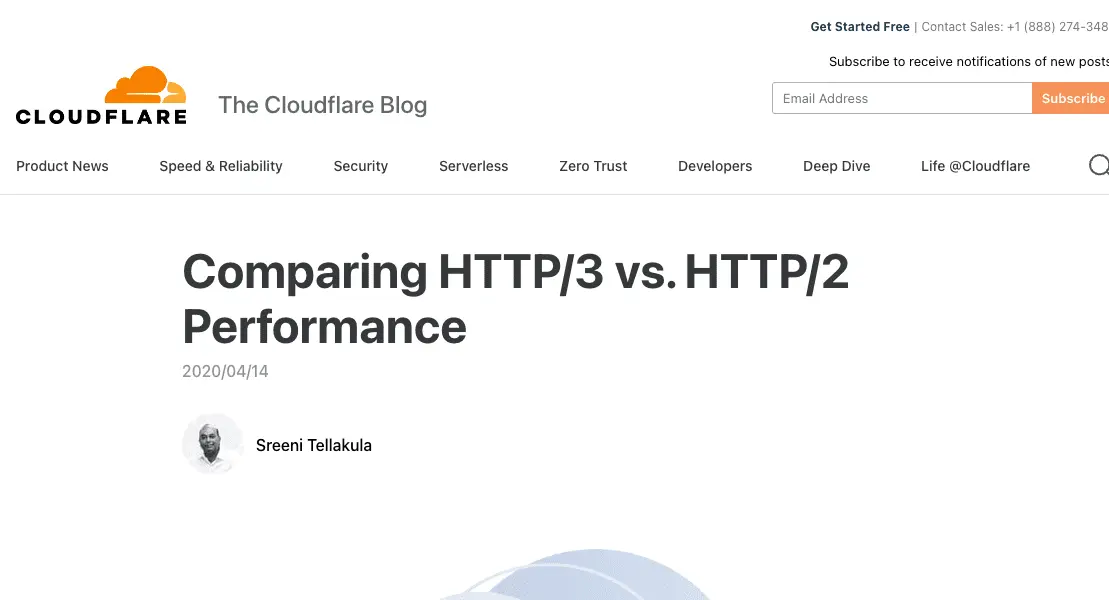 Get Started Free | Contact Sales: +1 (888) 274-348
Subscribe to receive notifications of new posts
Email Address Subscribe
CLOUDFLARE The Cloudflare Blog
Product News Speed & Reliability Security Serverless Zero Trust Developers Deep Dive Life @Cloudflare
Comparing HTTP/3 vs. HTTP/2
Performance
2020/04/14
Sreeni Tellakula